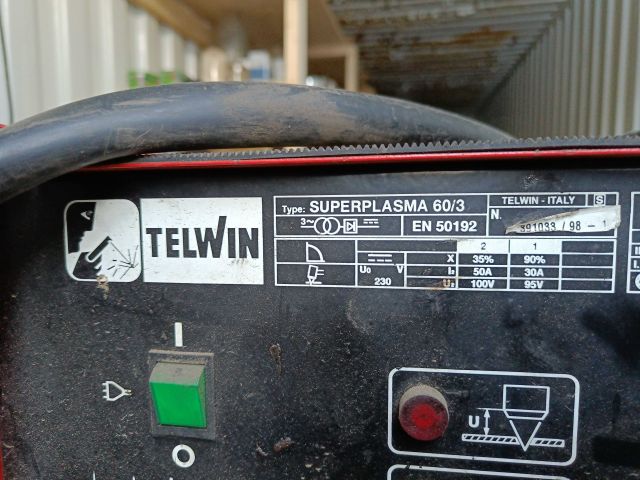 TELWIN
Type: SUPERPLASMA 60/3
TELWIN - ITALY S
3~ EN 50192
N. 391033 / 98 - 1
2 1
X 35% 90%
U0 V I2 50A 30A
230 U2 100V 95V
U